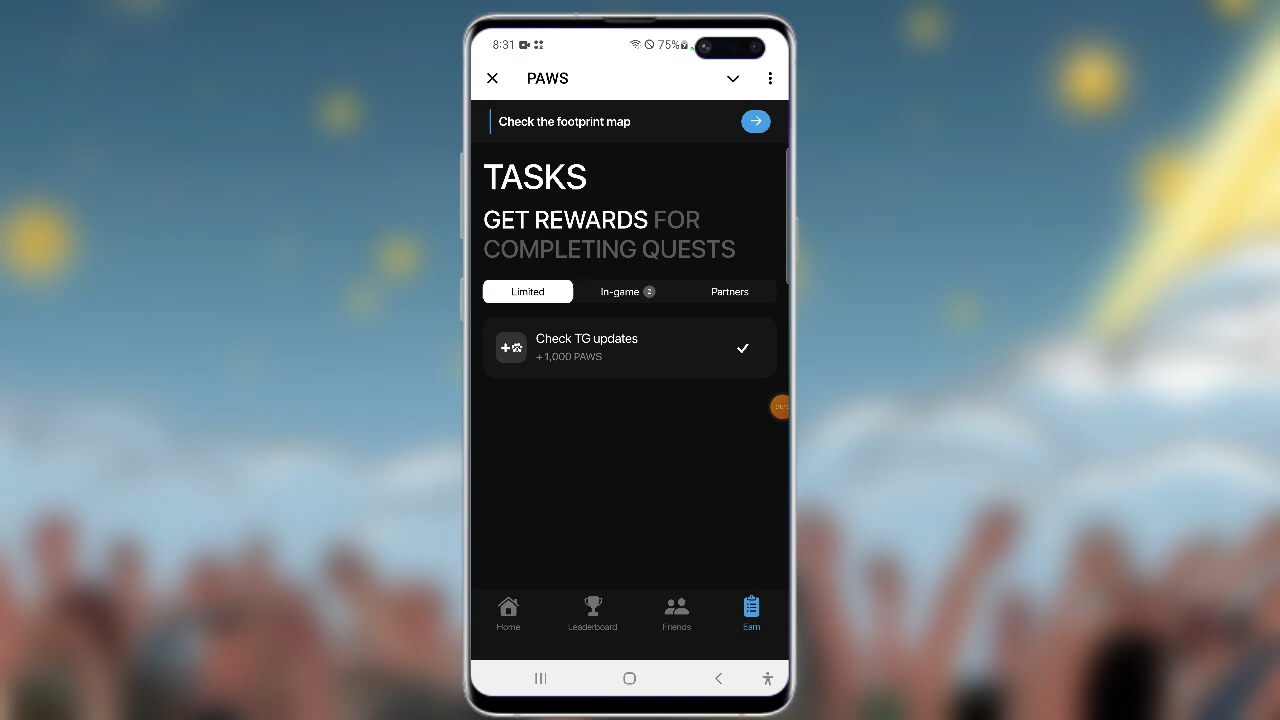 8:31 75%
PAWS
Check the footprint map
TASKS
GET REWARDS FOR
COMPLETING QUESTS
Limited In-game 2 Partners
Check TG updates
+1,000 PAWS
Home Leaderboard Friends Earn